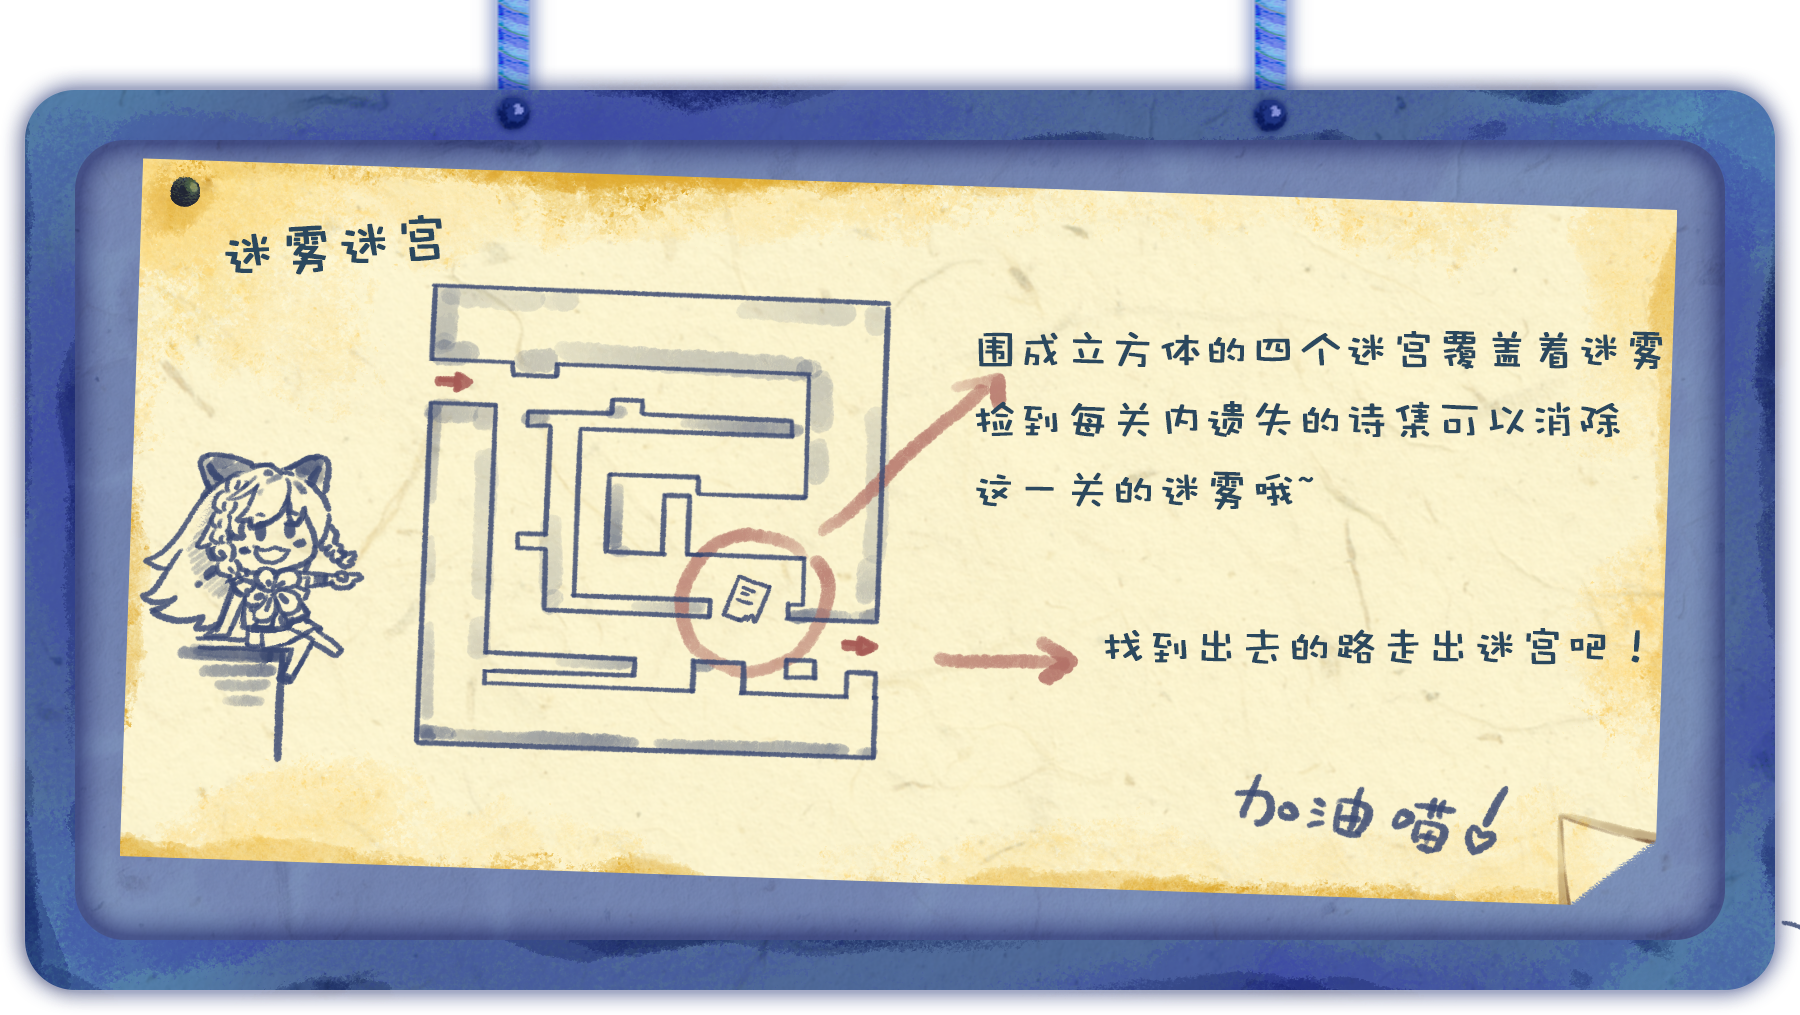 迷雾迷宫
围成立方体的四个迷宫覆盖着迷雾
捡到每关内遗失的诗集可以消除
这一关的迷雾哦~
找到出去的路走出迷宫吧！
加油喵！